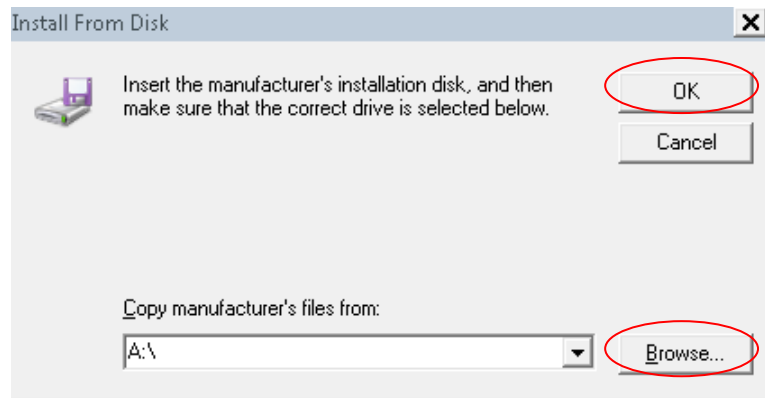 Install From Disk
Insert the manufacturer's installation disk, and then
make sure that the correct drive is selected below.
OK
Cancel
Copy manufacturer's files from:
A:\
Browse...